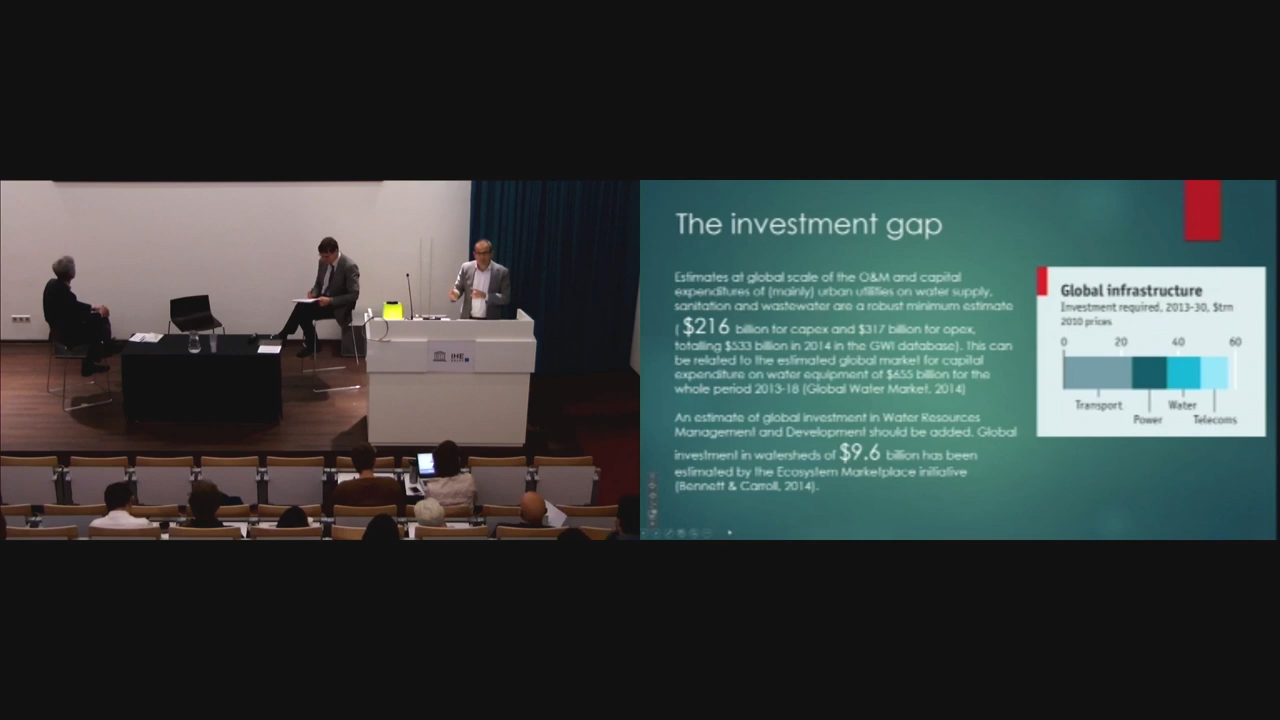 IHE
The investment gap
Estimates at global scale of the O&M and capital
expenditures of (mainly) urban utilities on water supply,
sanitation and wastewater are a robust minimum estimate
( $216 billion for capex and $317 billion for opex,
totalling $533 billion in 2014 in the GWI database). This can
be related to the estimated global market for capital
expenditure on water equipment of $655 billion for the
whole period 2013-18 (Global Water Market, 2014)
An estimate of global investment in Water Resources
Management and Development should be added. Global
investment in watersheds of $9.6 billion has been
estimated by the Ecosystem Marketplace initiative
(Bennett & Carroll, 2014).
Global infrastructure
Investment required, 2013-30, $trn
2010 prices
0 20 40 60
Transport Water
Power Telecoms